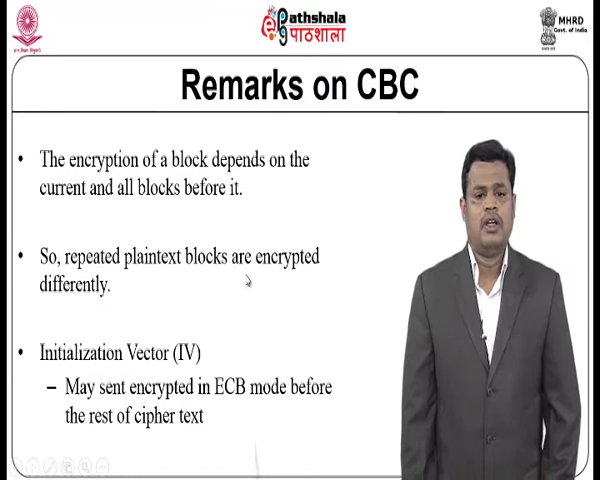 Pathshala
पाठशाला
MHRD
Govt. of India
Remarks on CBC
• The encryption of a block depends on the
current and all blocks before it.
• So, repeated plaintext blocks are encrypted
differently.
• Initialization Vector (IV)
– May sent encrypted in ECB mode before
the rest of cipher text